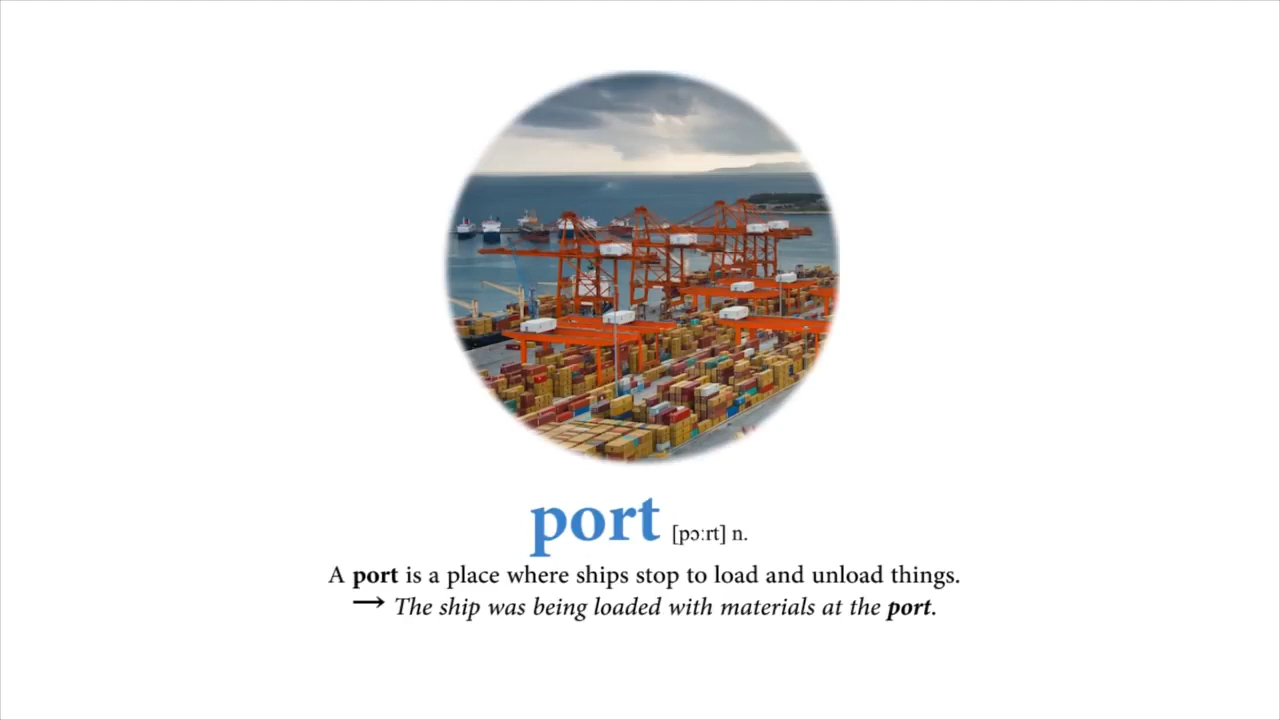 port [pɔːrt] n.
A port is a place where ships stop to load and unload things.
→ The ship was being loaded with materials at the port.